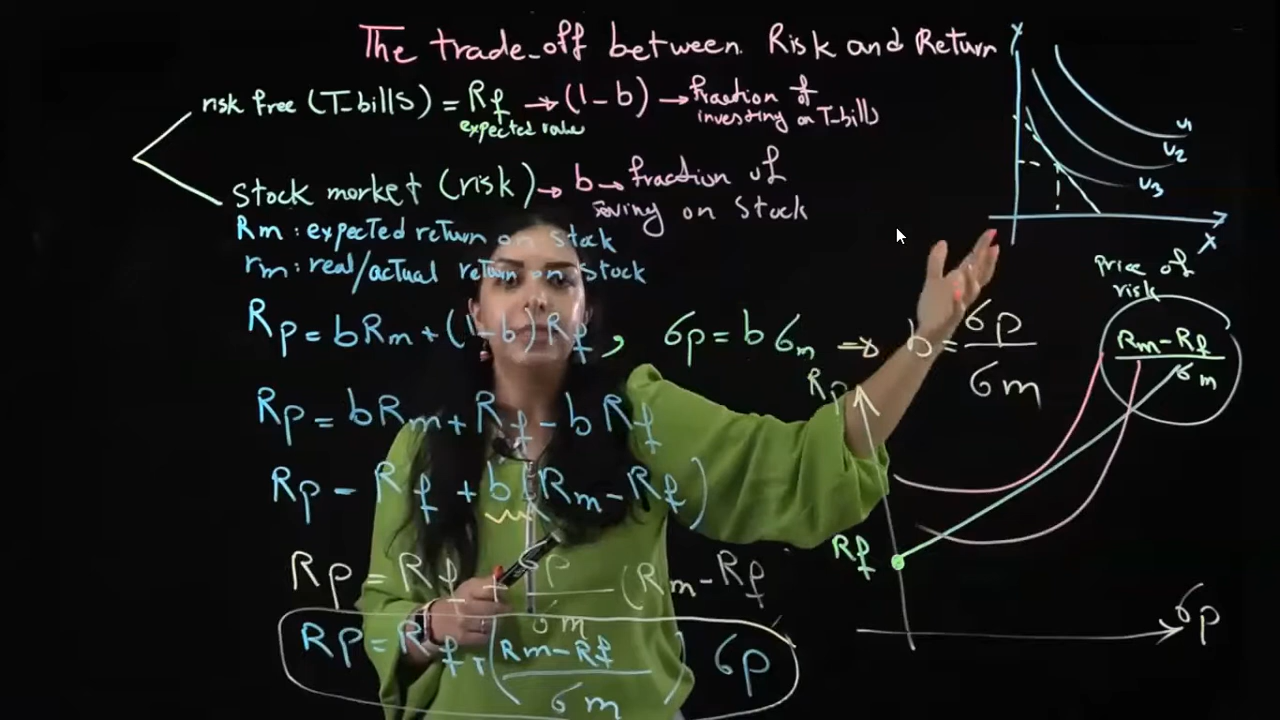 The trade-off between Risk and Return
risk free (T-bills) = Rf → (1-b) → fraction of
investing on T-bills
expected value
Stock market (risk) → b → fraction of
saving on Stock
Rm: expected return on stock
rm: real/actual return on stock
Rp = bRm + (1-b)Rf, σp = b σm → b = σp/σm
Rp = bRm + Rf - bRf
Rp - Rf + b(Rm - Rf)
Rp = Rf + σp/σm (Rm - Rf
Rp = Rf + (Rm - Rf/σm) σp
Y
U1
U2
U3
X
price of
risk
Rm - Rf/σm
Rp
Rf
σp